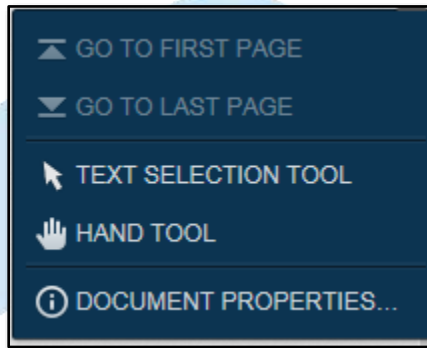 GO TO FIRST PAGE
GO TO LAST PAGE
TEXT SELECTION TOOL
HAND TOOL
DOCUMENT PROPERTIES...